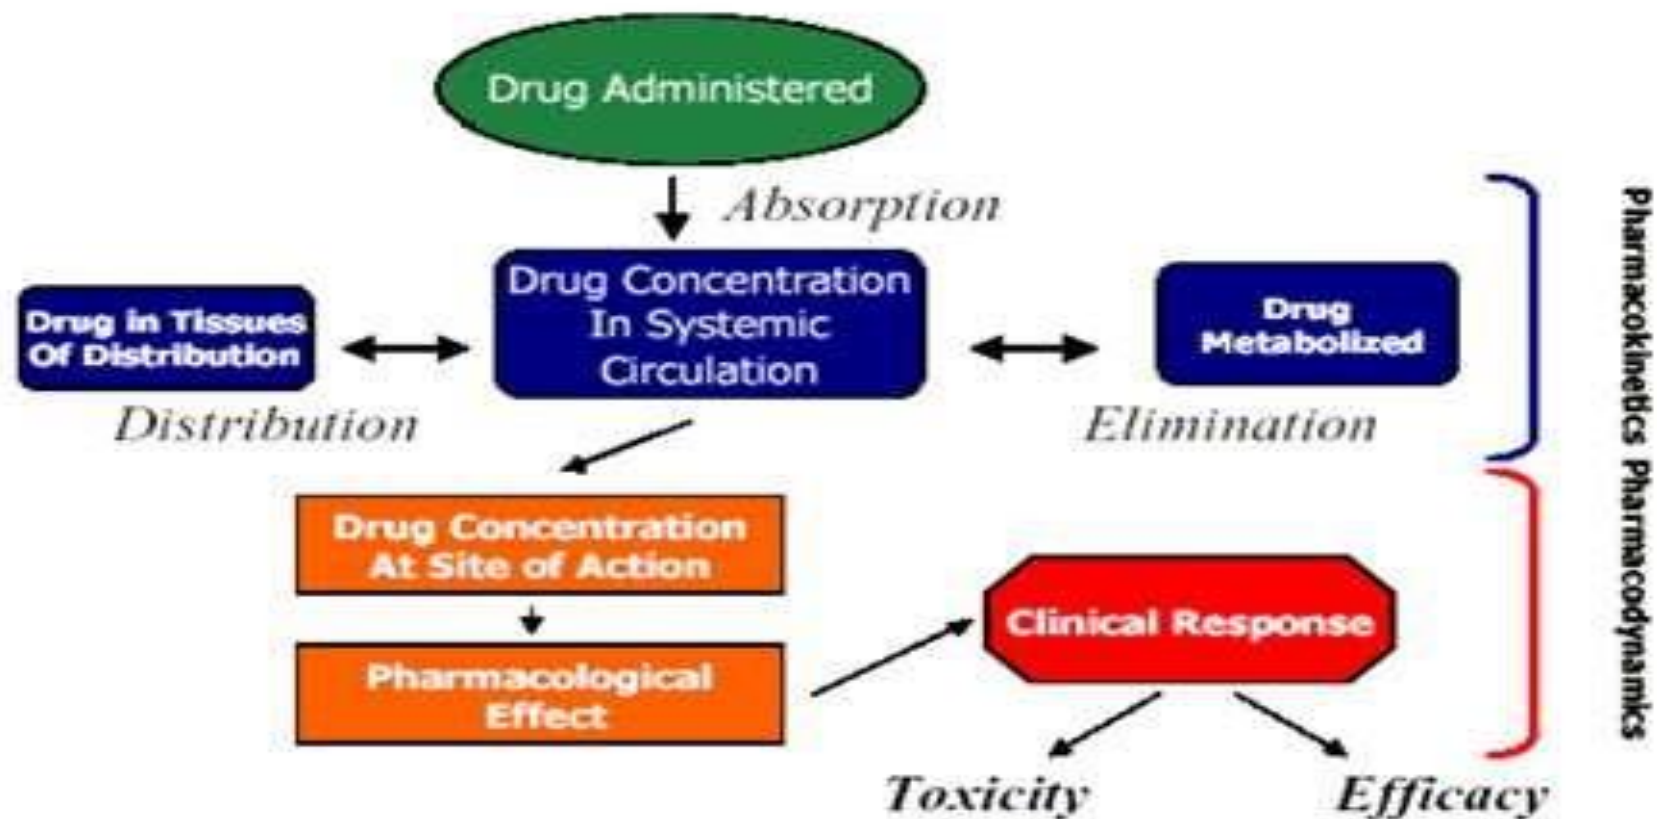 Drug Administered
Absorption
Drug Concentration
In Systemic
Circulation
Drug in Tissues
Of Distribution
Drug
Metabolized
Distribution
Elimination
Pharmacokinetics
Drug Concentration
At Site of Action
Pharmacological
Effect
Clinical Response
Toxicity
Efficacy
Pharmacodynamics